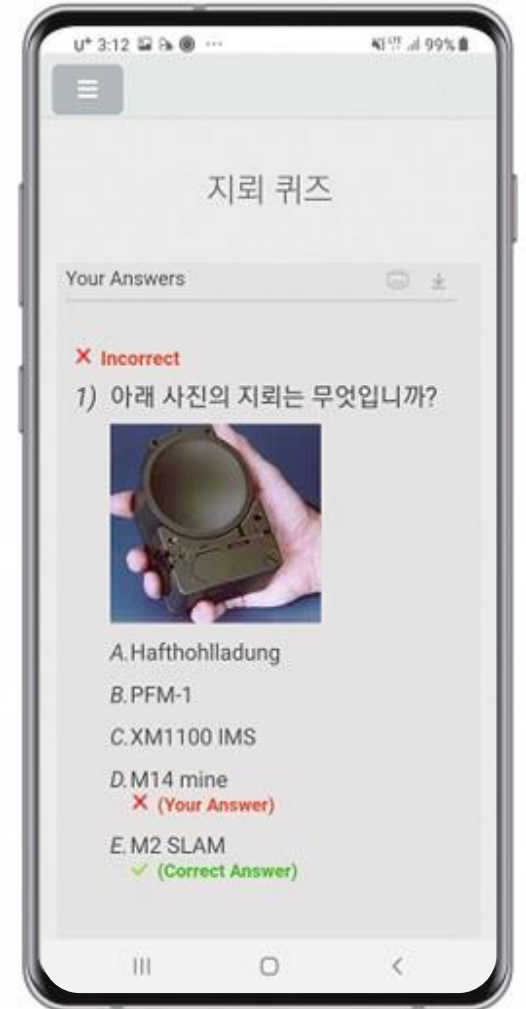 U⁺ 3:12 ··· LTE 99%
지뢰 퀴즈
Your Answers
Incorrect
1) 아래 사진의 지뢰는 무엇입니까?
A.Hafthohlladung
B.PFM-1
C.XM1100 IMS
D.M14 mine
(Your Answer)
E.M2 SLAM
(Correct Answer)